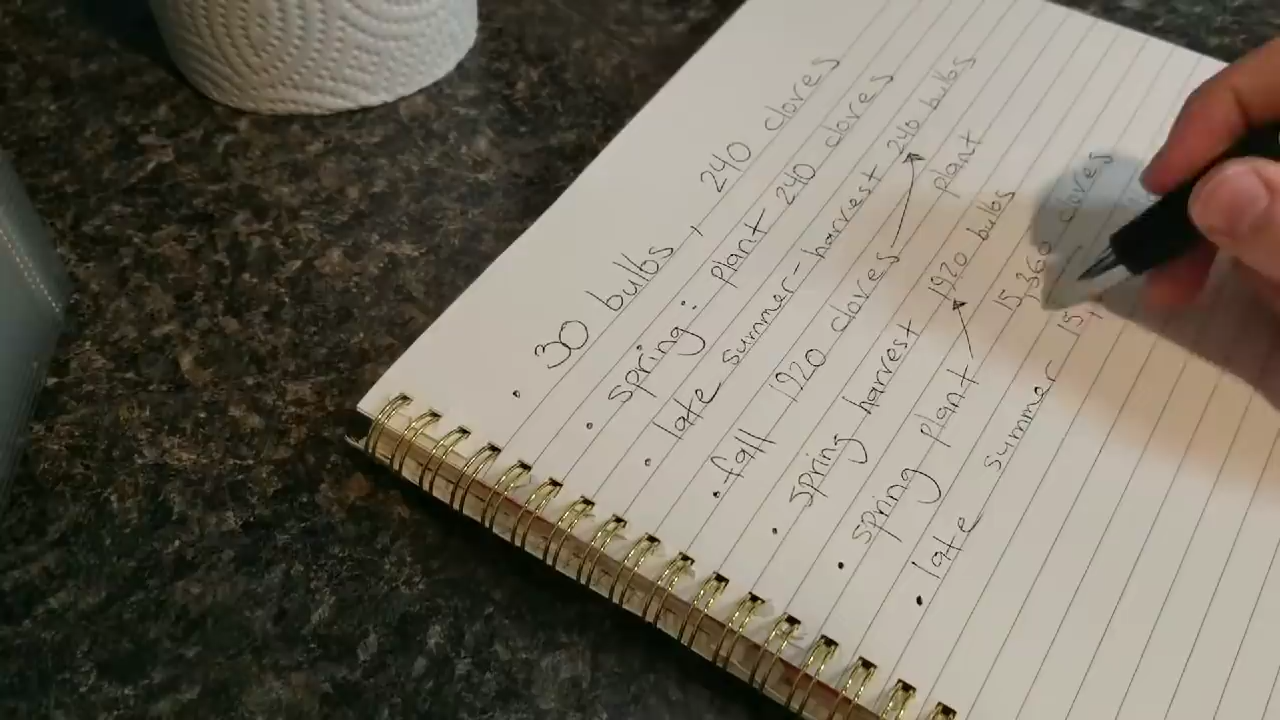 • 30 bulbs, 240 cloves
• spring: plant 240 cloves
• late summer - harvest 240 bulbs
• fall 1920 cloves plant
• spring harvest 1920 bulbs
• spring plant 15,360 cloves
• late summer 15,